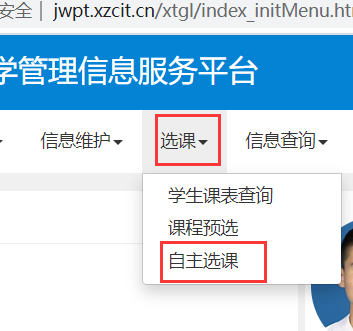 安全 | jwpt.xzcit.cn/xtgl/index_initMenu.ht
学管理信息服务平台
信息维护 选课 信息查询
学生课表查询
课程预选
自主选课